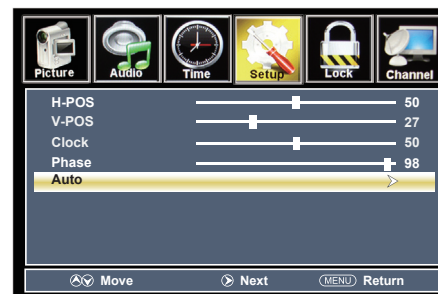 Picture Audio Time Setup Lock Channel
H-POS 50
V-POS 27
Clock 50
Phase 98
Auto
Move Next MENU Return